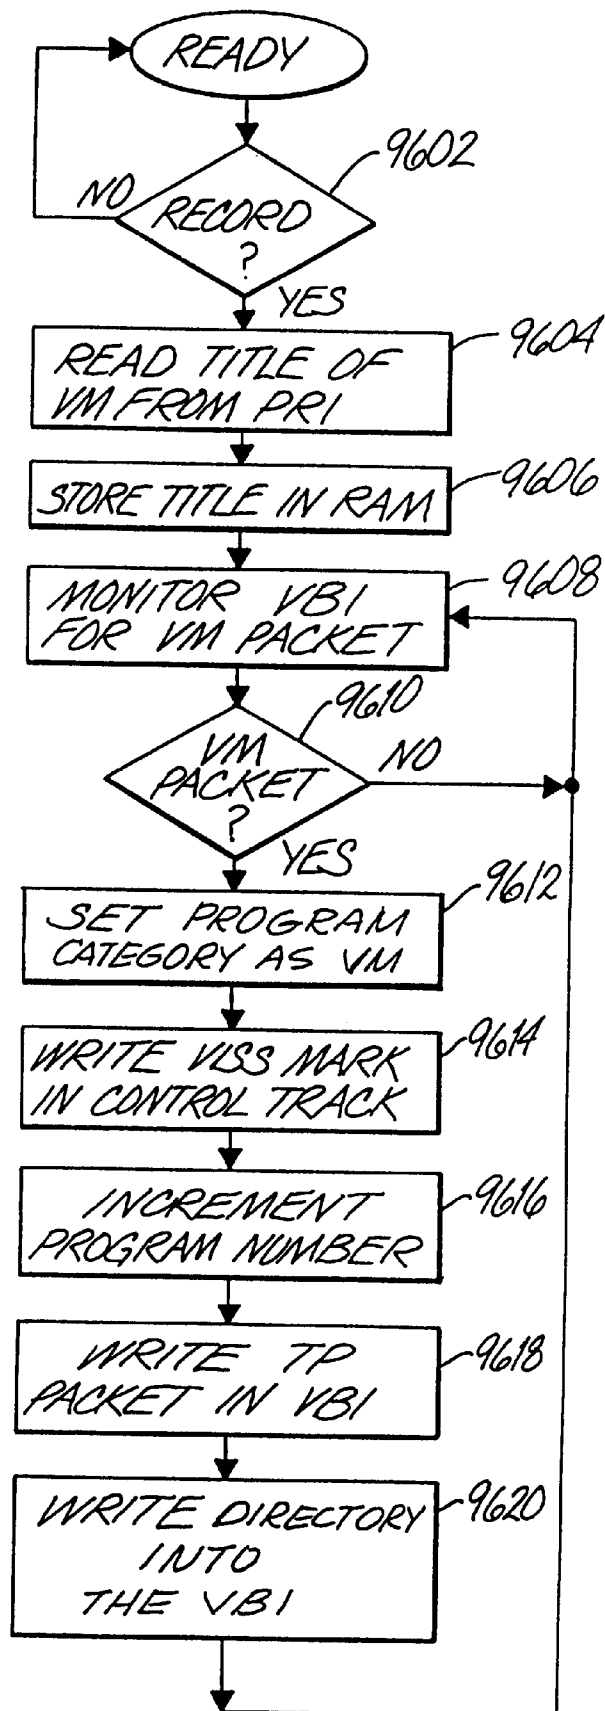 READY
9602
NO
RECORD
?
YES
9604
READ TITLE OF
VM FROM PRI
9606
STORE TITLE IN RAM
9608
MONITOR VBI
FOR VM PACKET
9610
VM
PACKET
?
NO
YES
9612
SET PROGRAM
CATEGORY AS VM
9614
WRITE VISS MARK
IN CONTROL TRACK
9616
INCREMENT
PROGRAM NUMBER
9618
WRITE TP
PACKET IN VBI
9620
WRITE DIRECTORY
INTO
THE VBI